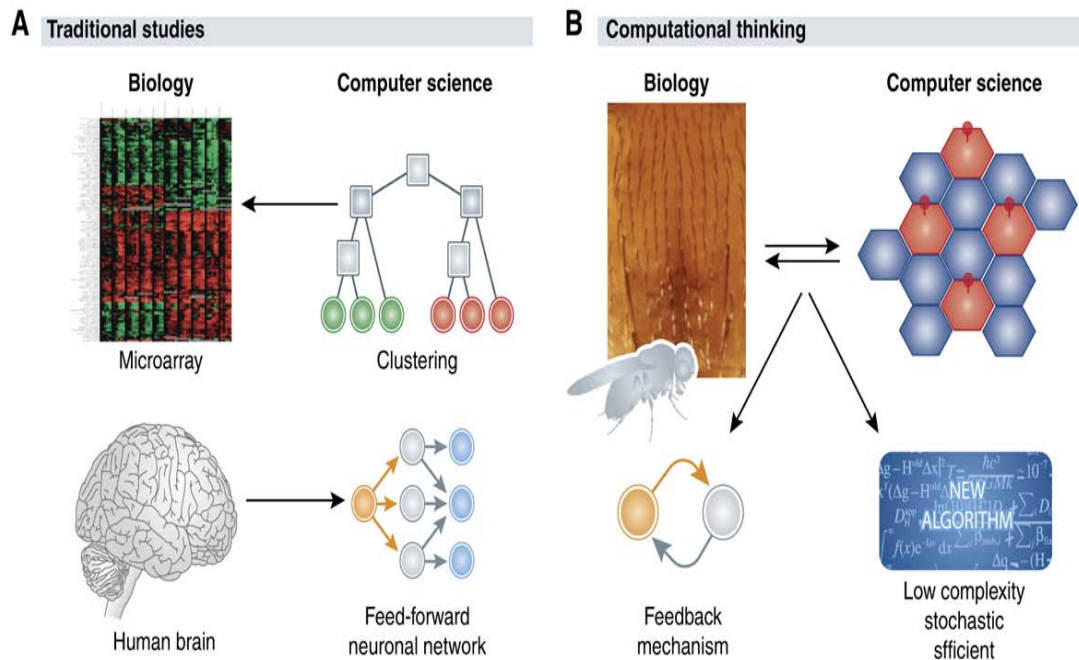 A Traditional studies
Biology
Computer science
Microarray
Clustering
Human brain
Feed-forward
neuronal network
B Computational thinking
Biology
Computer science
Feedback
mechanism
NEW
ALGORITHM
Low complexity
stochastic
sfficient